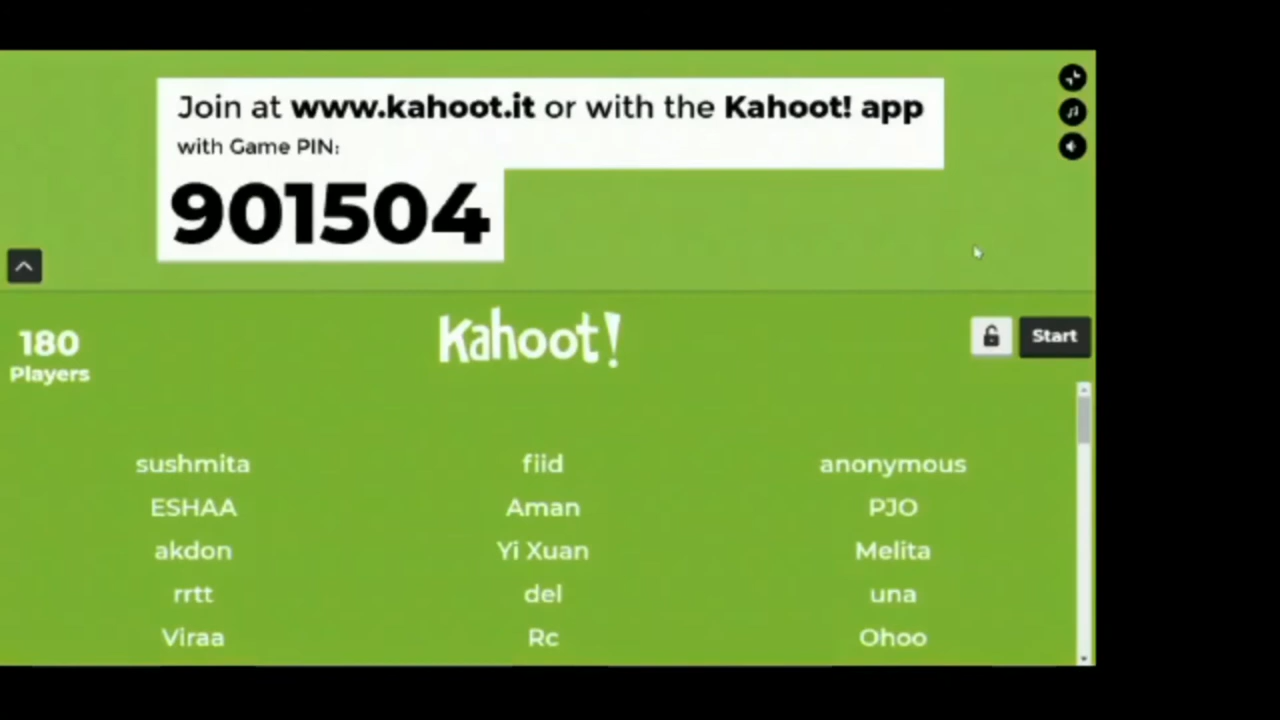 Join at www.kahoot.it or with the Kahoot! app
with Game PIN:
901504
180
Players
Kahoot!
Start
sushmita fiid anonymous
ESHAA Aman PJO
akdon Yi Xuan Melita
rrtt del una
Viraa Rc Ohoo